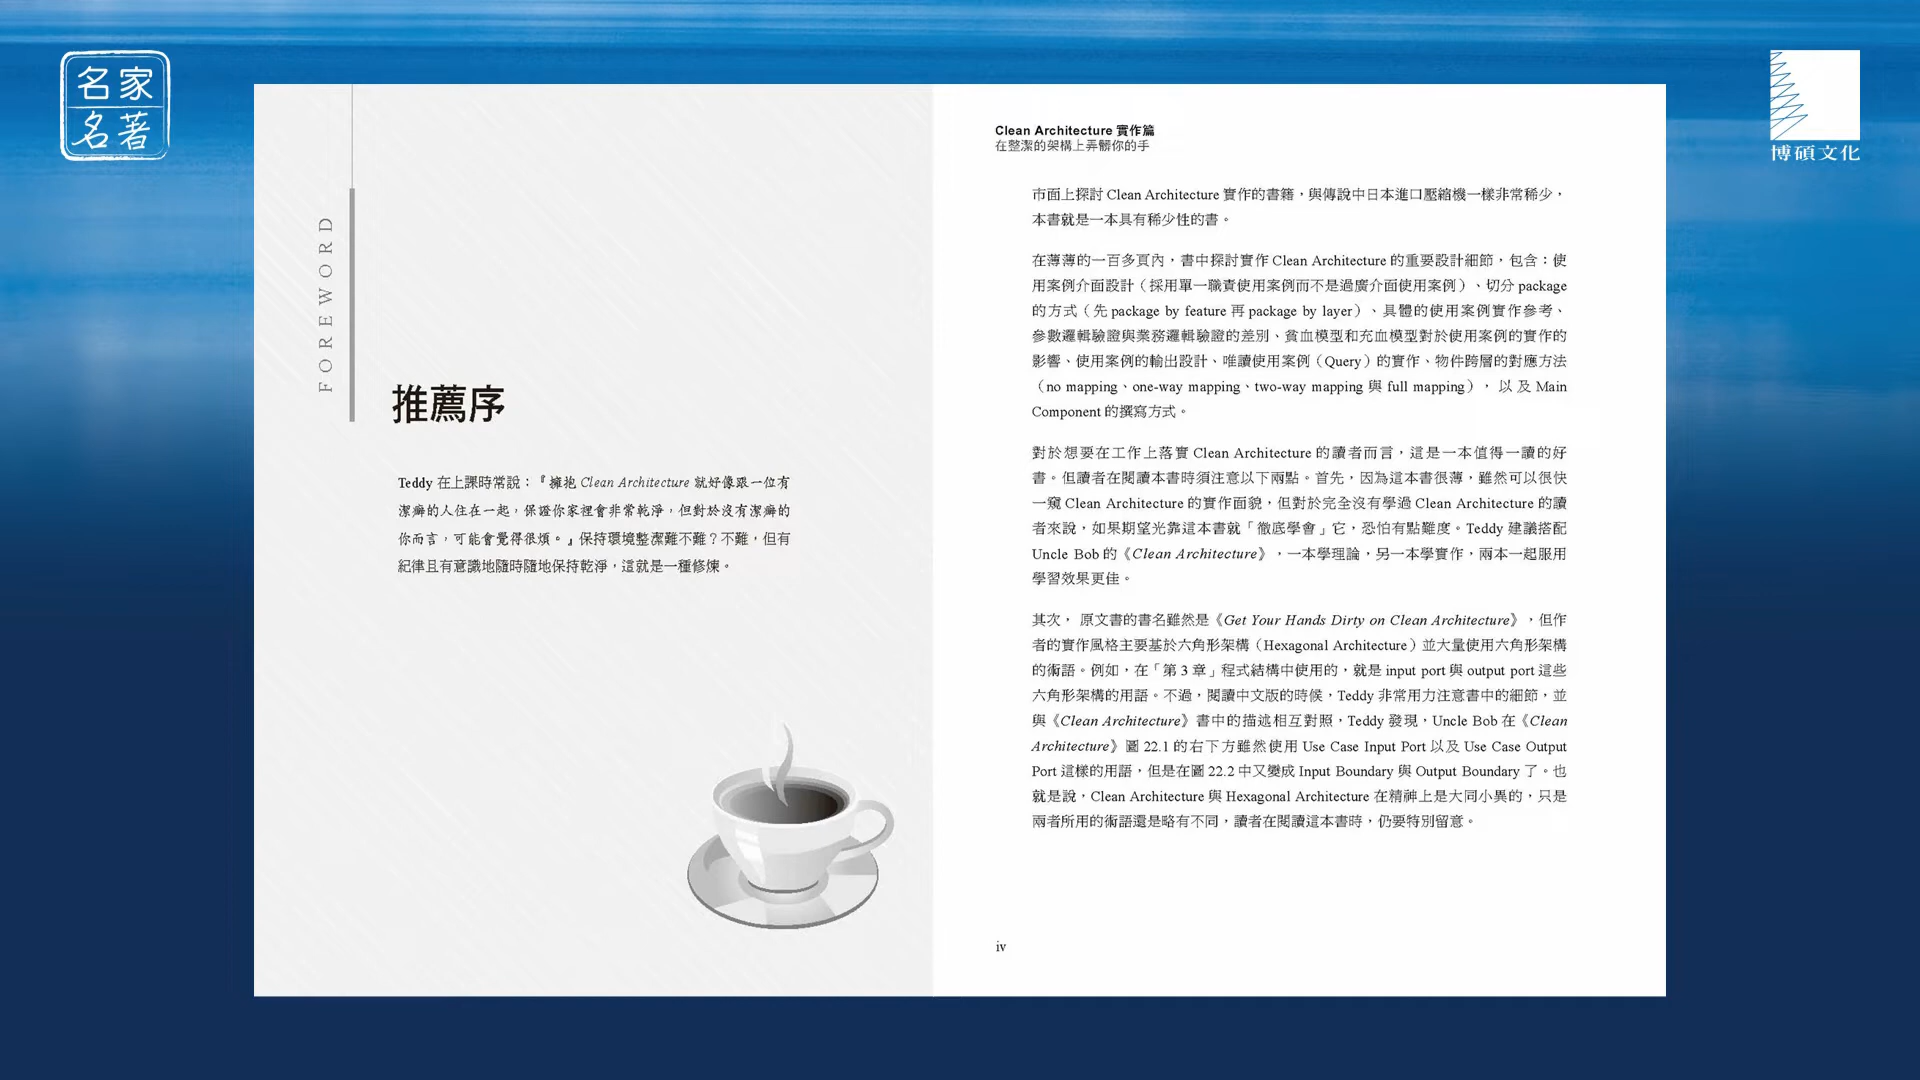 名家
名著
博碩文化
FOREWORD
推薦序
Teddy 在上課時常說：『擁抱 Clean Architecture 就好像跟一位有
潔癖的人住在一起，保證你家裡會非常乾淨，但對於沒有潔癖的
你而言，可能會覺得很煩。』保持環境整潔難不難？不難，但有
紀律且有意識地隨時隨地保持乾淨，這就是一種修煉。
Clean Architecture 實作篇
在整潔的架構上弄髒你的手
市面上探討 Clean Architecture 實作的書籍，與傳說中日本進口壓縮機一樣非常稀少，
本書就是一本具有稀少性的書。
在薄薄的一百多頁內，書中探討實作 Clean Architecture 的重要設計細節，包含：使
用案例介面設計（採用單一職責使用案例而不是過廣介面使用案例）、切分 package
的方式（先 package by feature 再 package by layer）、具體的使用案例實作參考、
參數邏輯驗證與業務邏輯驗證的差別、貧血模型和充血模型對於使用案例的實作的
影響、使用案例的輸出設計、唯讀使用案例（Query）的實作、物件跨層的對應方法
（no mapping、one-way mapping、two-way mapping 與 full mapping），以及 Main
Component 的撰寫方式。
對於想要在工作上落實 Clean Architecture 的讀者而言，這是一本值得一讀的好
書。但讀者在閱讀本書時須注意以下兩點。首先，因為這本書很薄，雖然可以很快
一窺 Clean Architecture 的實作面貌，但對於完全沒有學過 Clean Architecture 的讀
者來說，如果期望光靠這本書就「徹底學會」它，恐怕有點難度。Teddy 建議搭配
Uncle Bob 的《Clean Architecture》，一本學理論，另一本學實作，兩本一起服用
學習效果更佳。
其次， 原文書的書名雖然是《Get Your Hands Dirty on Clean Architecture》，但作
者的實作風格主要基於六角形架構（Hexagonal Architecture）並大量使用六角形架構
的術語。例如，在「第 3 章」程式結構中使用的，就是 input port 與 output port 這些
六角形架構的用語。不過，閱讀中文版的時候，Teddy 非常用力注意書中的細節，並
與《Clean Architecture》書中的描述相互對照，Teddy 發現，Uncle Bob 在《Clean
Architecture》圖 22.1 的右下方雖然使用 Use Case Input Port 以及 Use Case Output
Port 這樣的用語，但是在圖 22.2 中又變成 Input Boundary 與 Output Boundary 了。也
就是說，Clean Architecture 與 Hexagonal Architecture 在精神上是大同小異的，只是
兩者所用的術語還是略有不同，讀者在閱讀這本書時，仍要特別留意。
iv